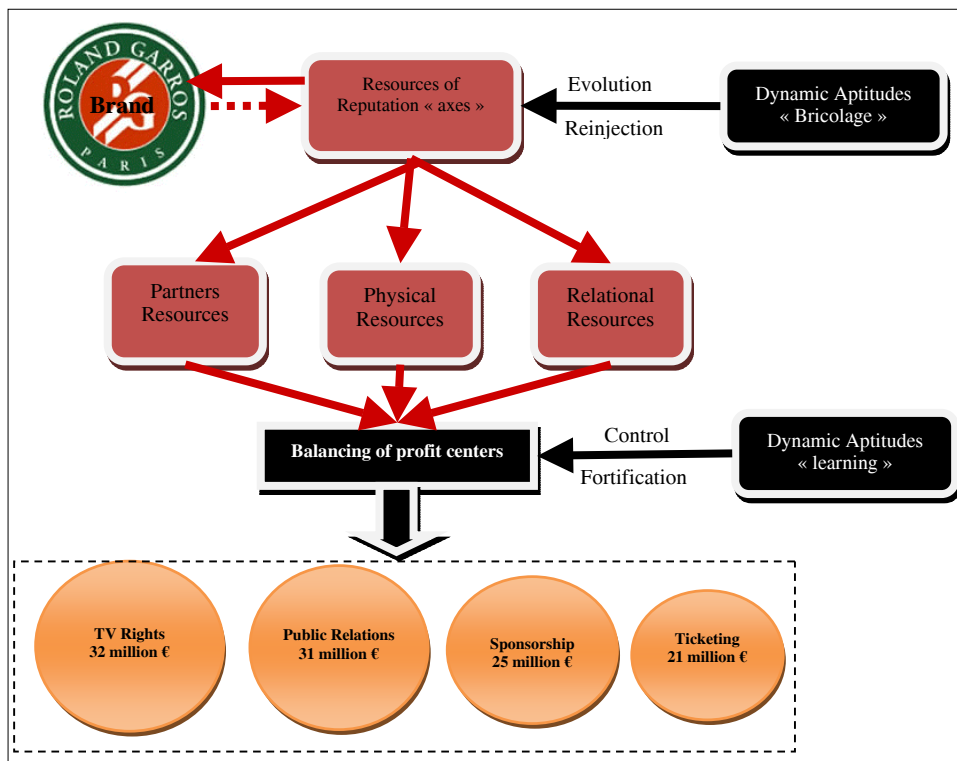 ROLAND GARROS
Brand
PARIS
Resources of
Reputation « axes »
Evolution
Reinjection
Dynamic Aptitudes
« Bricolage »
Partners
Resources
Physical
Resources
Relational
Resources
Balancing of profit centers
Control
Fortification
Dynamic Aptitudes
« learning »
TV Rights
32 million €
Public Relations
31 million €
Sponsorship
25 million €
Ticketing
21 million €